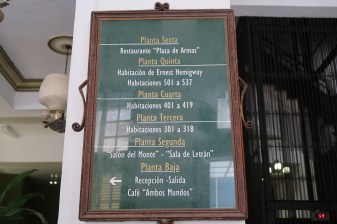 Planta Sexta
Restaurante "Plaza de Armas"
Planta Quinta
Habitación de Ernest Hemigway
Habitaciones 501 a 537
Planta Cuarta
Habitaciones 401 a 419
Planta Tercera
Habitaciones 301 a 318
Planta Segunda
"Salón del Monte" - "Sala de Letrán"
Planta Baja
Recepción -Salida
Café "Ambos Mundos"